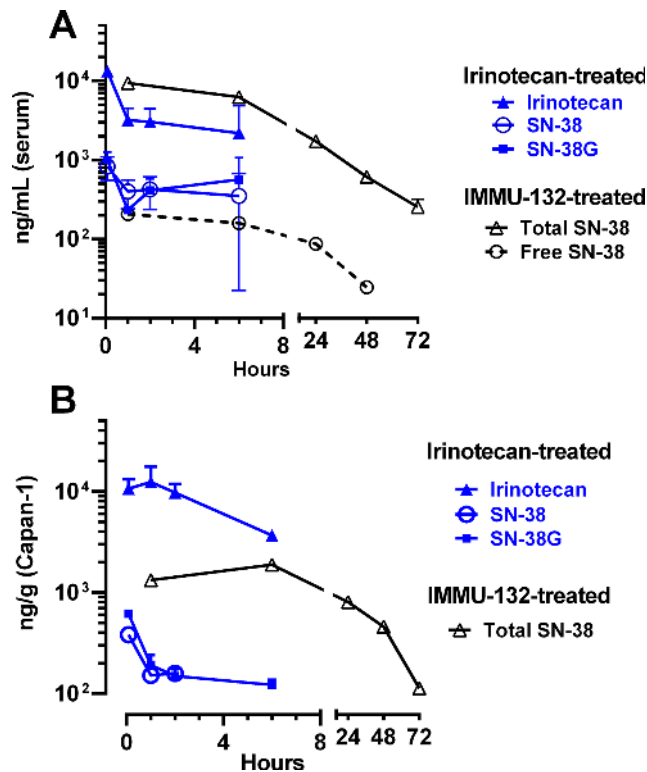 A
ng/mL (serum)
10⁵
10⁴
10³
10²
10¹
0
4
8
24
48
72
Hours
Irinotecan-treated
Irinotecan
SN-38
SN-38G
IMMU-132-treated
Total SN-38
Free SN-38
B
ng/g (Capan-1)
10⁴
10³
10²
0
4
8
24
48
72
Hours
Irinotecan-treated
Irinotecan
SN-38
SN-38G
IMMU-132-treated
Total SN-38